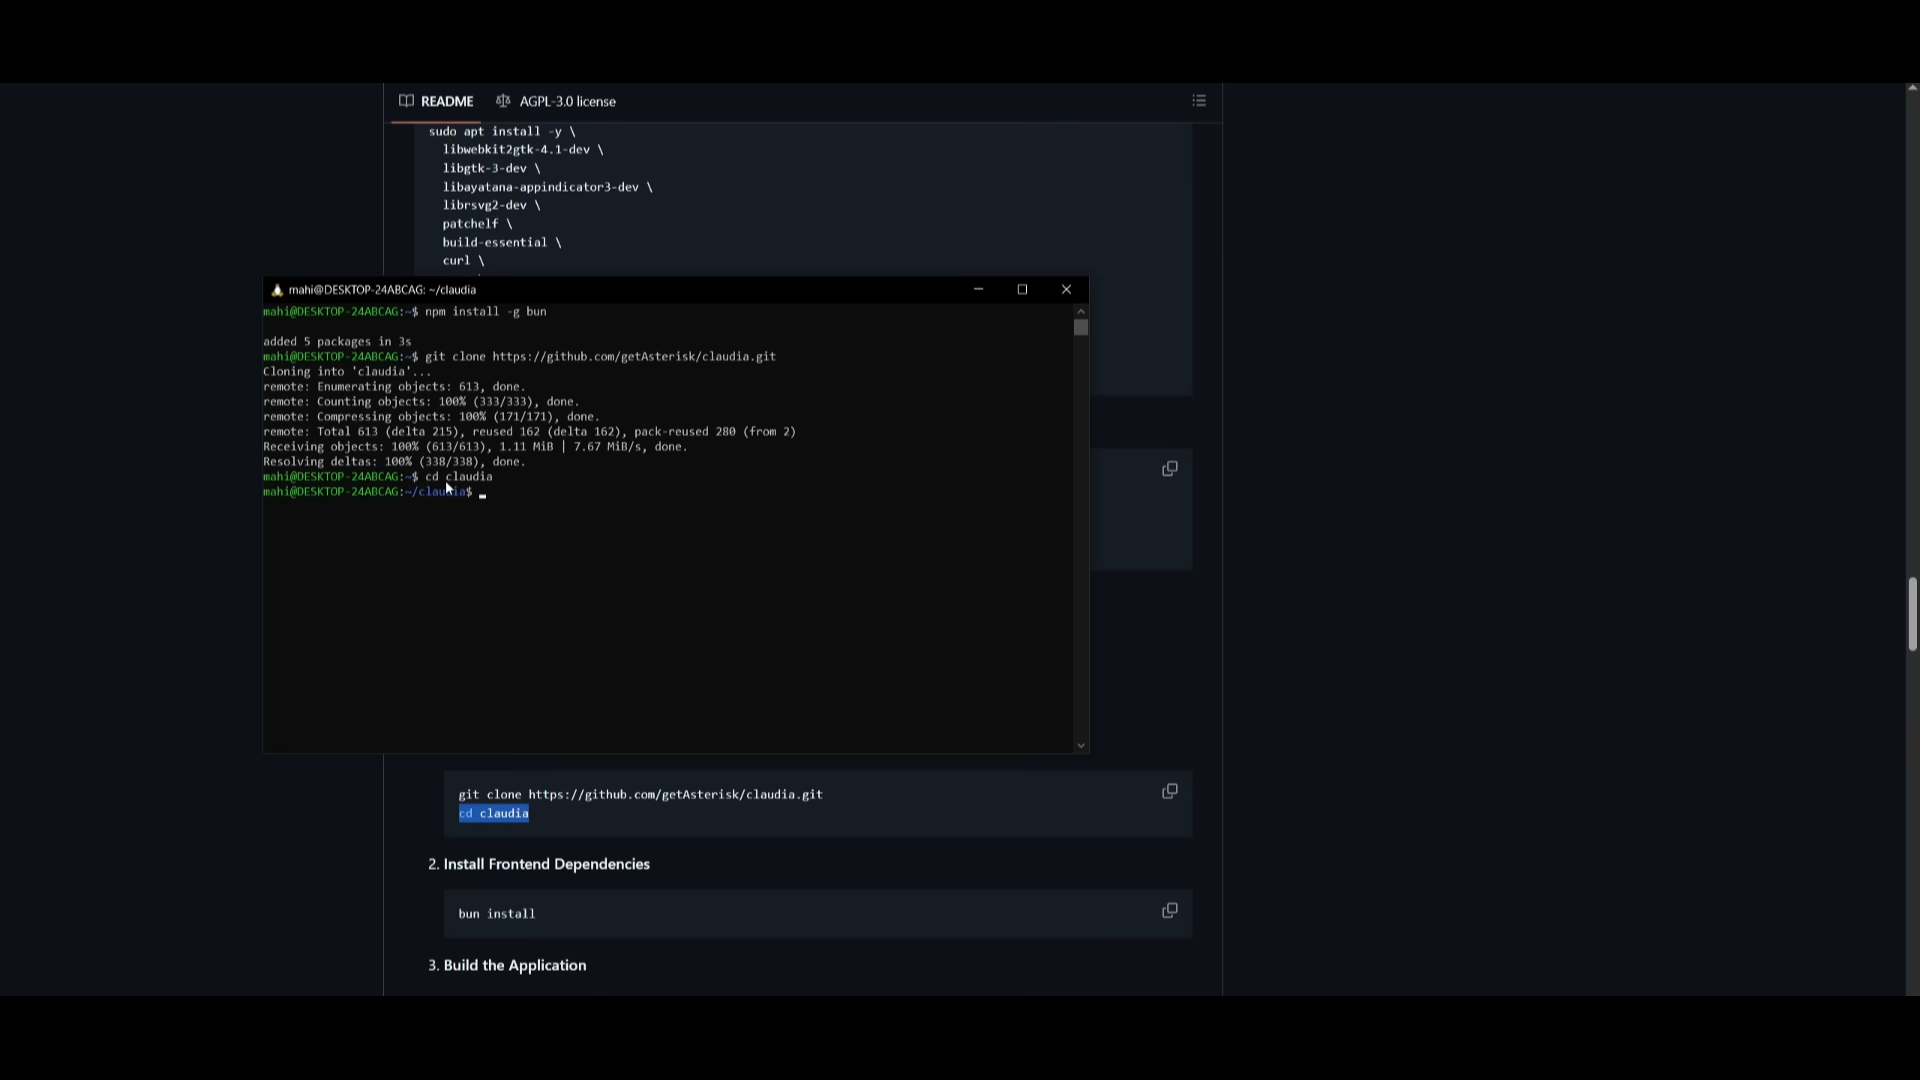 README
AGPL-3.0 license
sudo apt install -y \
libwebkit2gtk-4.1-dev \
libgtk-3-dev \
libayatana-appindicator3-dev \
librsvg2-dev \
patchelf \
build-essential \
curl \
mahi@DESKTOP-24ABCAG: ~/claudia
mahi@DESKTOP-24ABCAG:~$ npm install -g bun
added 5 packages in 3s
mahi@DESKTOP-24ABCAG:~$ git clone https://github.com/getAsterisk/claudia.git
Cloning into 'claudia'...
remote: Enumerating objects: 613, done.
remote: Counting objects: 100% (333/333), done.
remote: Compressing objects: 100% (171/171), done.
remote: Total 613 (delta 215), reused 162 (delta 162), pack-reused 280 (from 2)
Receiving objects: 100% (613/613), 1.11 MiB | 7.67 MiB/s, done.
Resolving deltas: 100% (338/338), done.
mahi@DESKTOP-24ABCAG:~$ cd claudia
mahi@DESKTOP-24ABCAG:~/claudia$
git clone https://github.com/getAsterisk/claudia.git
cd claudia
2. Install Frontend Dependencies
bun install
3. Build the Application